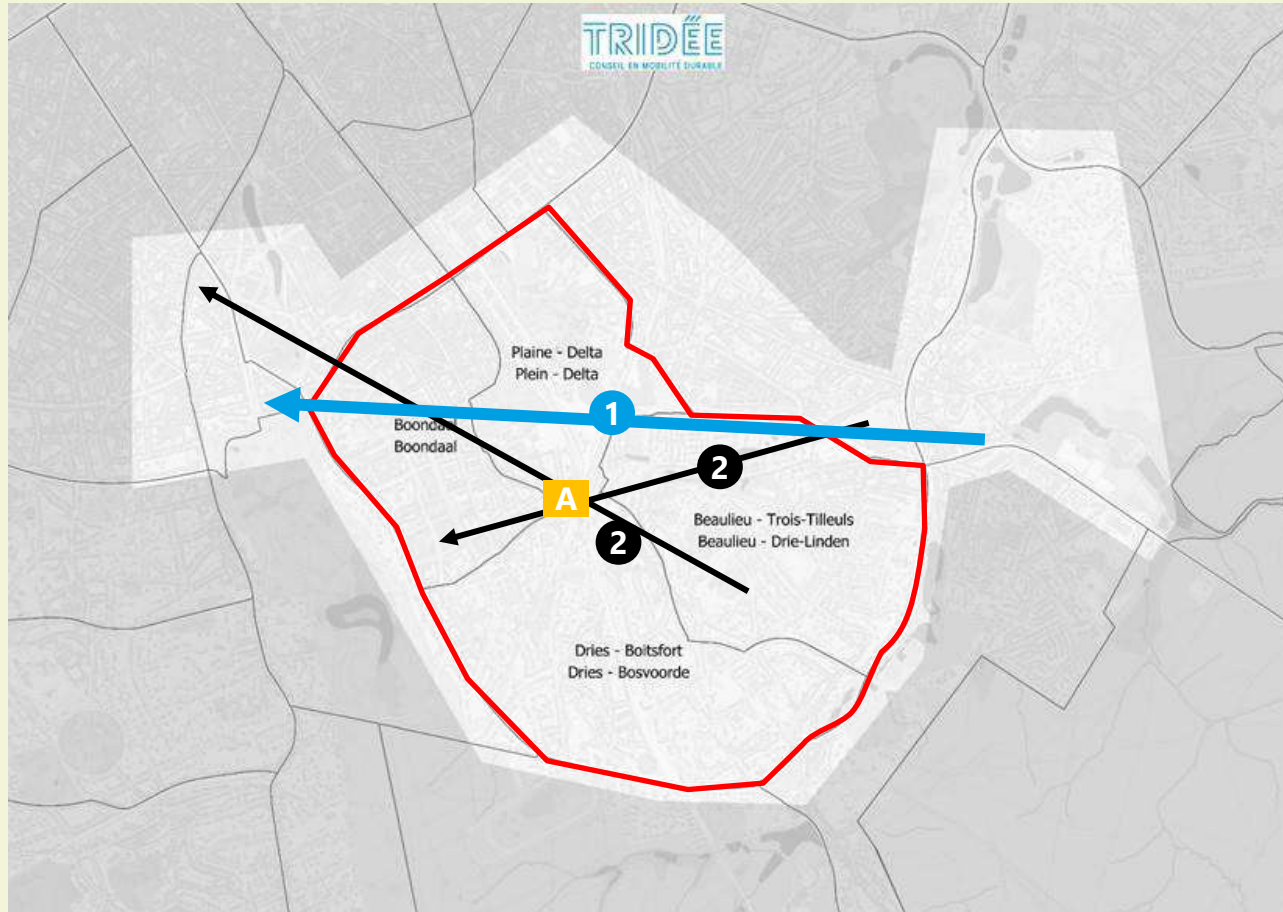 TRIDËE
CONSEIL EN MOBILITÉ DURABLE
Plaine - Delta
Plein - Delta
1
Boondaal
Boondaal
2
A
Beaulieu - Trois-Tilleuls
Beaulieu - Drie-Linden
2
Dries - Boitsfort
Dries - Bosvoorde